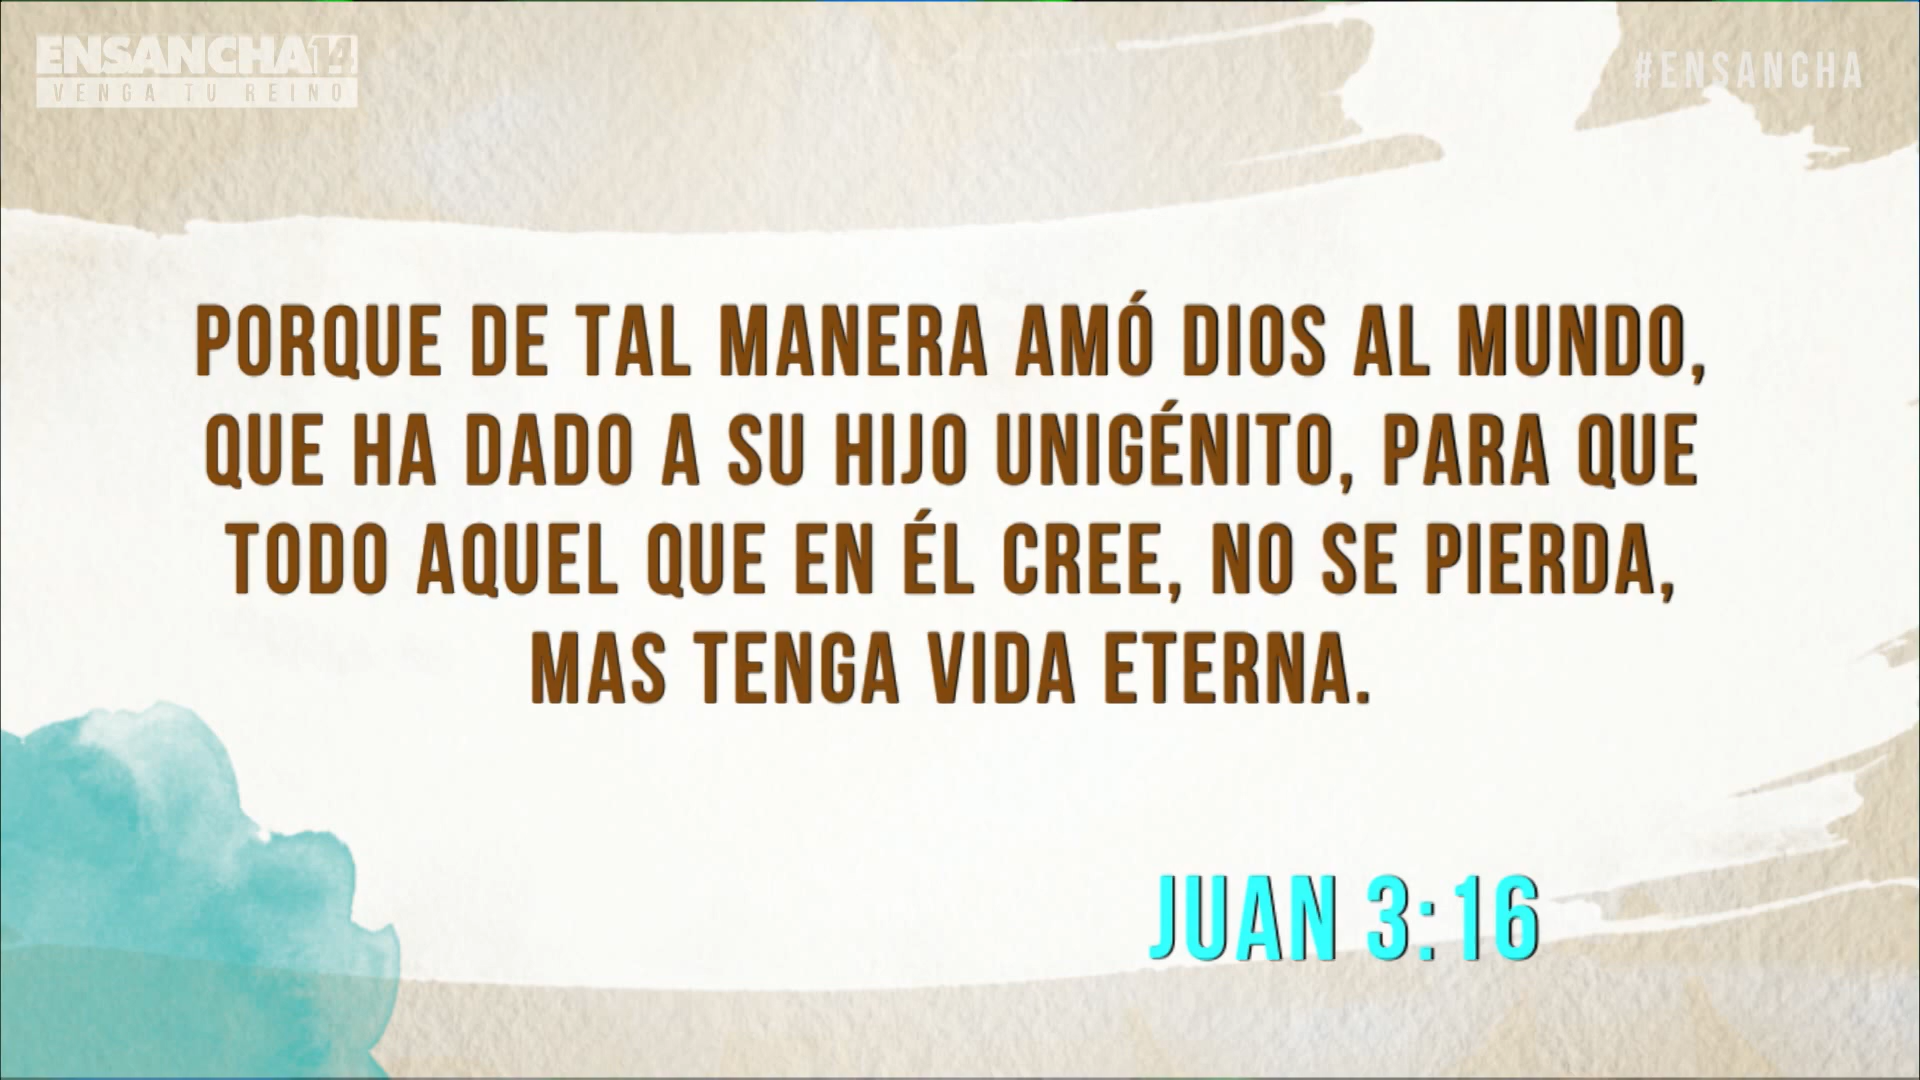 ENSANCHA14
VENGA TU REINO
#ENSANCHA
PORQUE DE TAL MANERA AMÓ DIOS AL MUNDO,
QUE HA DADO A SU HIJO UNIGÉNITO, PARA QUE
TODO AQUEL QUE EN ÉL CREE, NO SE PIERDA,
MAS TENGA VIDA ETERNA.
JUAN 3:16